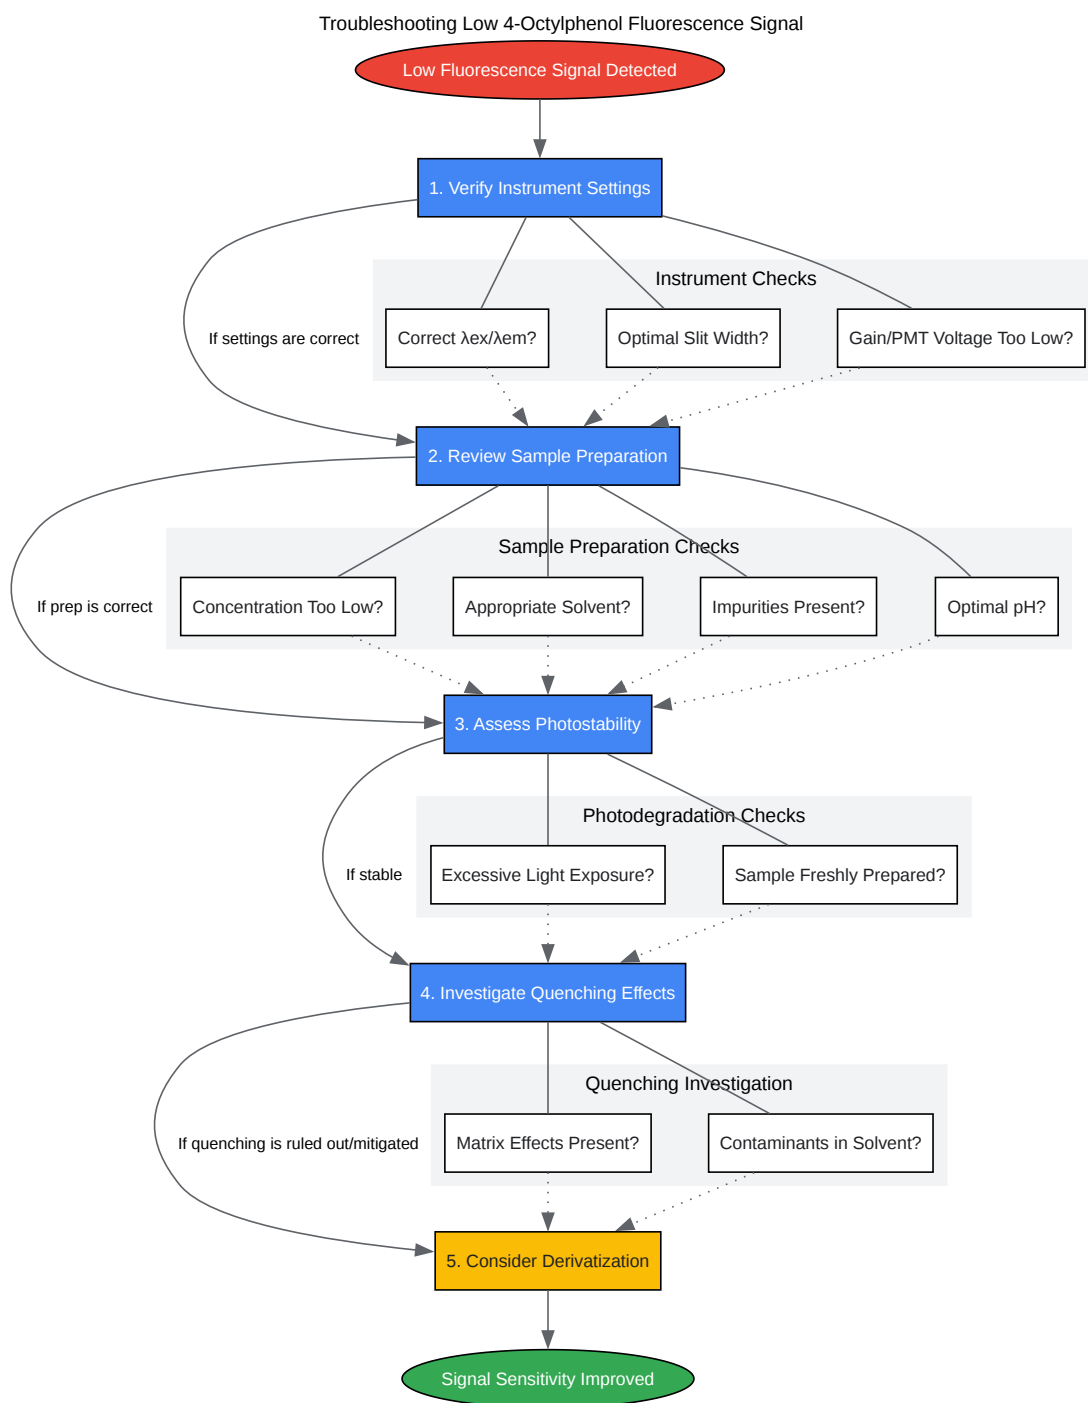 Troubleshooting Low 4-Octylphenol Fluorescence Signal
Low Fluorescence Signal Detected
1. Verify Instrument Settings
Instrument Checks
If settings are correct
Correct λex/λem?
Optimal Slit Width?
Gain/PMT Voltage Too Low?
2. Review Sample Preparation
Sample Preparation Checks
If prep is correct
Concentration Too Low?
Appropriate Solvent?
Impurities Present?
Optimal pH?
3. Assess Photostability
Photodegradation Checks
If stable
Excessive Light Exposure?
Sample Freshly Prepared?
4. Investigate Quenching Effects
Quenching Investigation
If quenching is ruled out/mitigated
Matrix Effects Present?
Contaminants in Solvent?
5. Consider Derivatization
Signal Sensitivity Improved